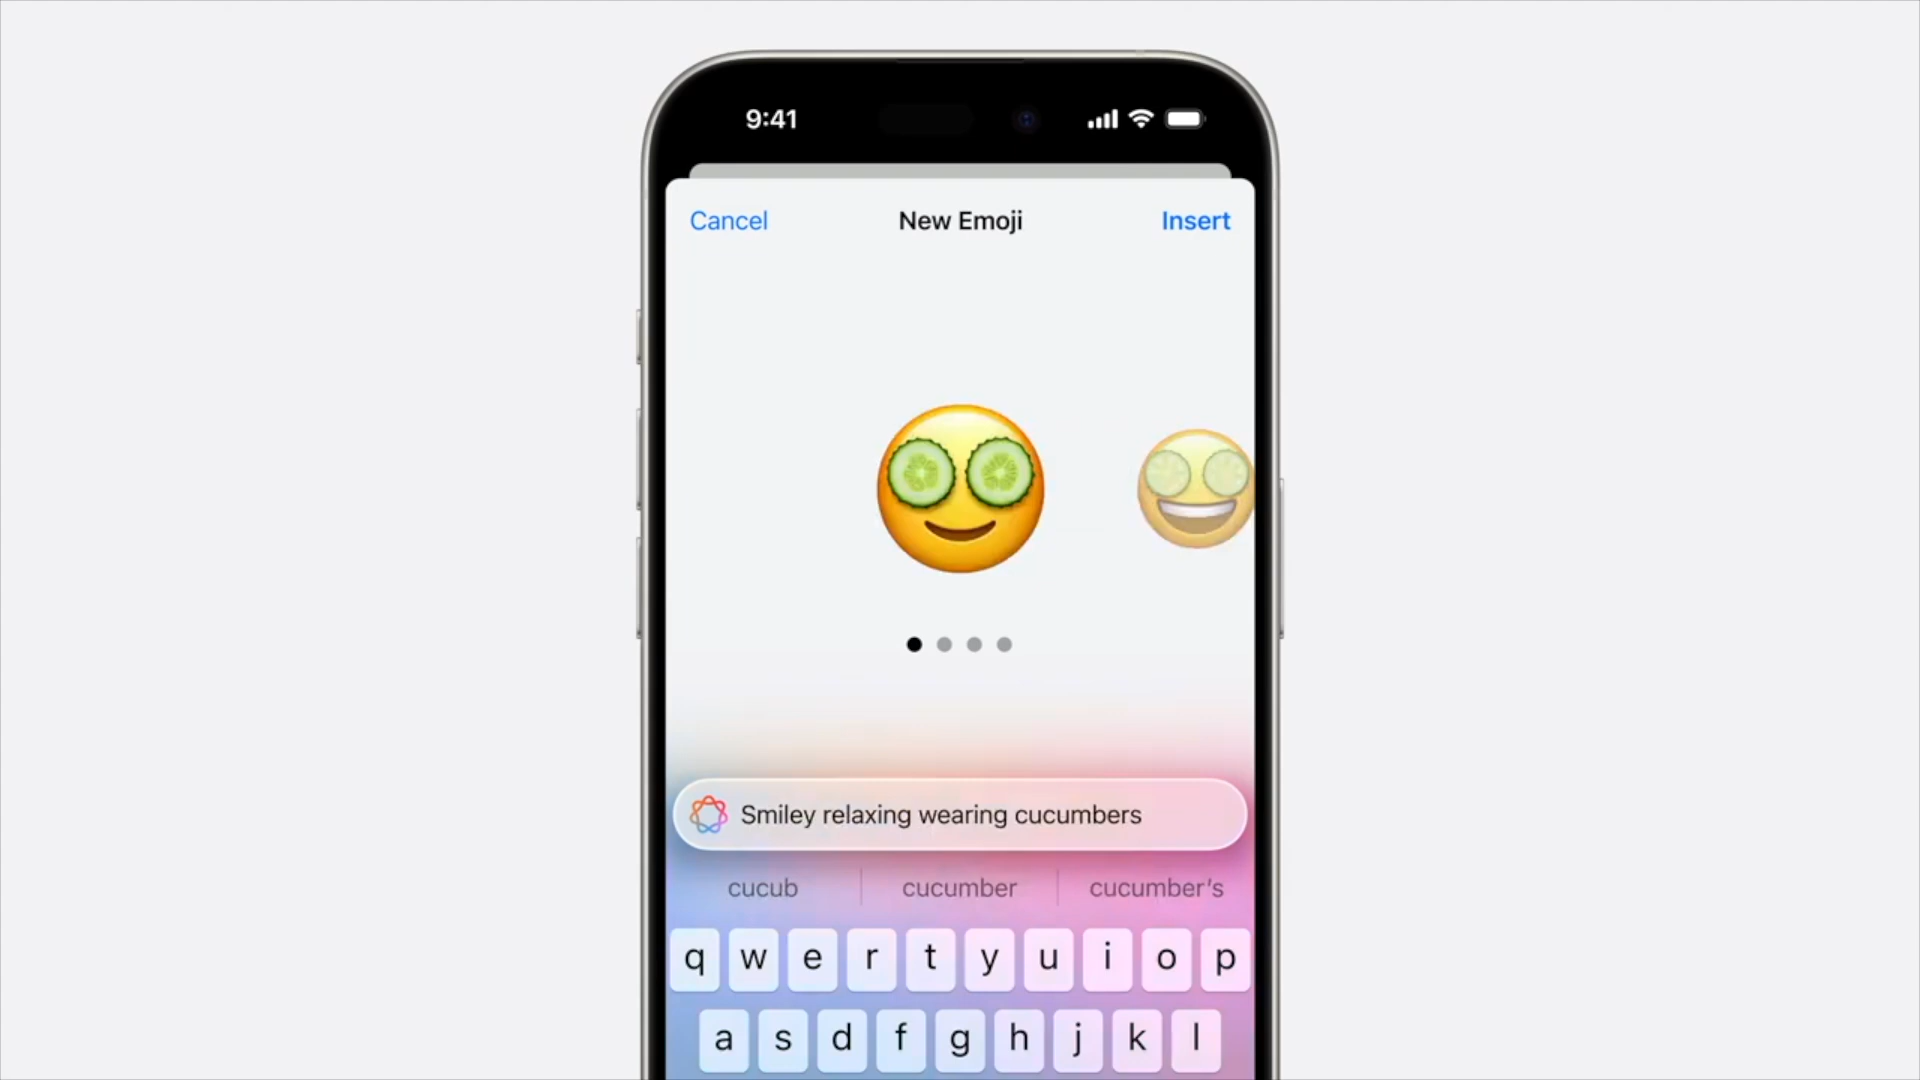 9:41
Cancel New Emoji Insert
Smiley relaxing wearing cucumbers
cucub cucumber cucumber's
q w e r t y u i o p
a s d f g h j k l